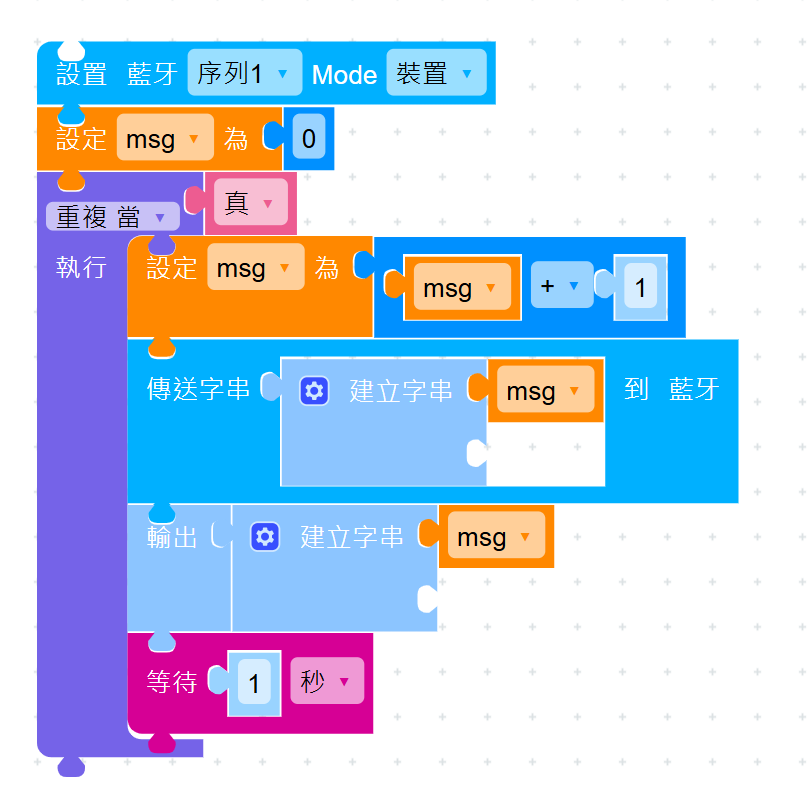 設置 藍牙 序列1 Mode 裝置
設定 msg 為 0
重複 當 真
執行 設定 msg 為 msg + 1
傳送字串 建立字串 msg 到 藍牙
輸出 建立字串 msg
等待 1 秒